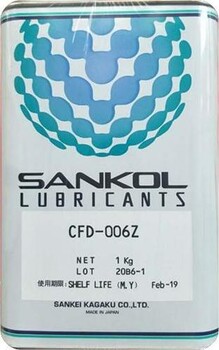 SANKOL
LUBRICANTS
CFD-006Z
NET 1 Kg
LOT 20B6-1
使用期限: SHELF LIFE (M,Y) Feb-19
SANKEI KAGAKU CO.,LTD.
MADE IN JAPAN